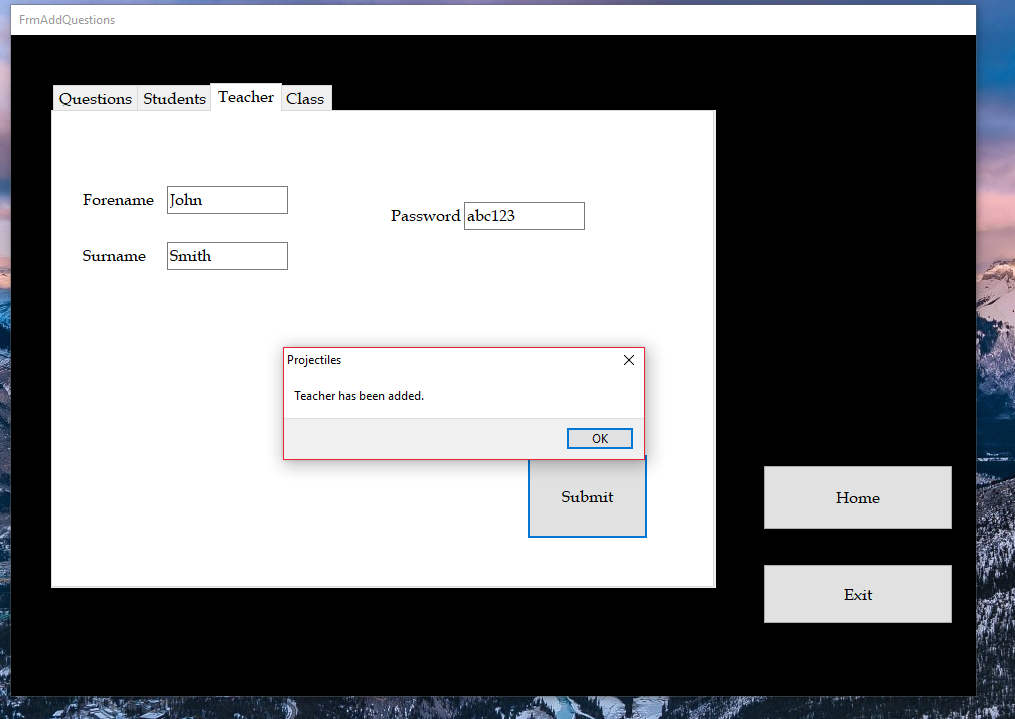 FrmAddQuestions
Questions Students Teacher Class
Forename John
Password abc123
Surname Smith
Projectiles
Teacher has been added.
OK
Submit
Home
Exit